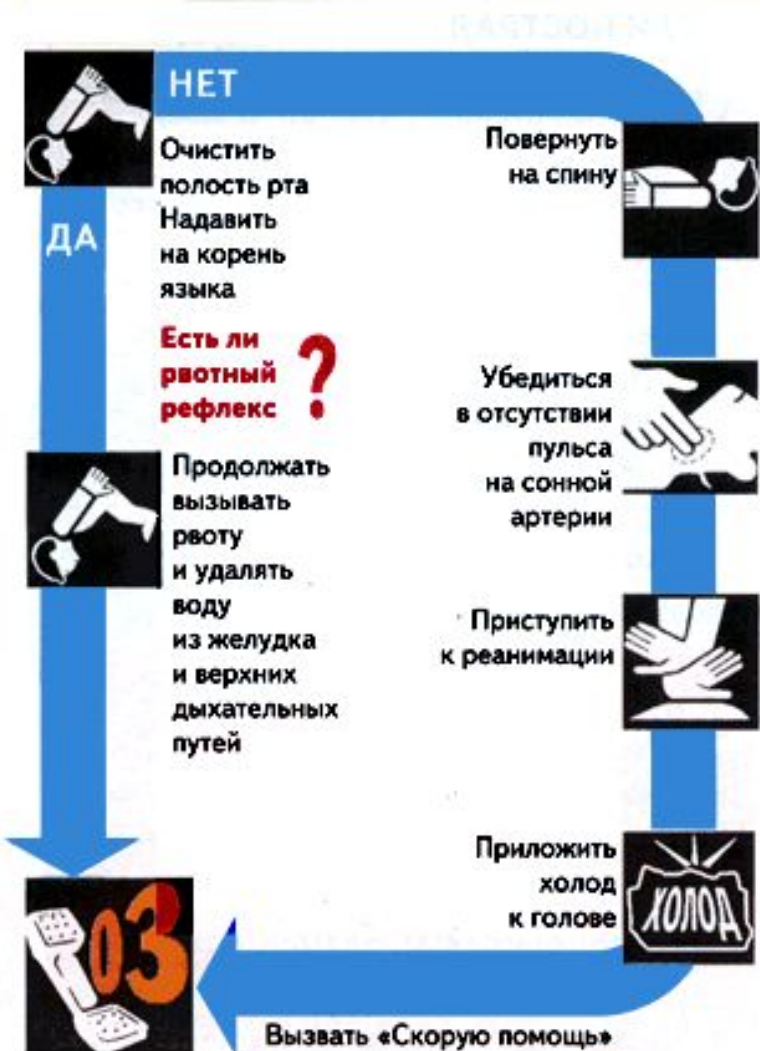 НЕТ
Очистить
полость рта
Надавить
на корень
языка
ДА
Есть ли
рвотный
рефлекс ?
Продолжать
вызывать
рвоту
и удалять
воду
из желудка
и верхних
дыхательных
путей
Повернуть
на спину
Убедиться
в отсутствии
пульса
на сонной
артерии
Приступить
к реанимации
Приложить
холод
к голове
ХОЛОД
03
Вызвать «Скорую помощь»